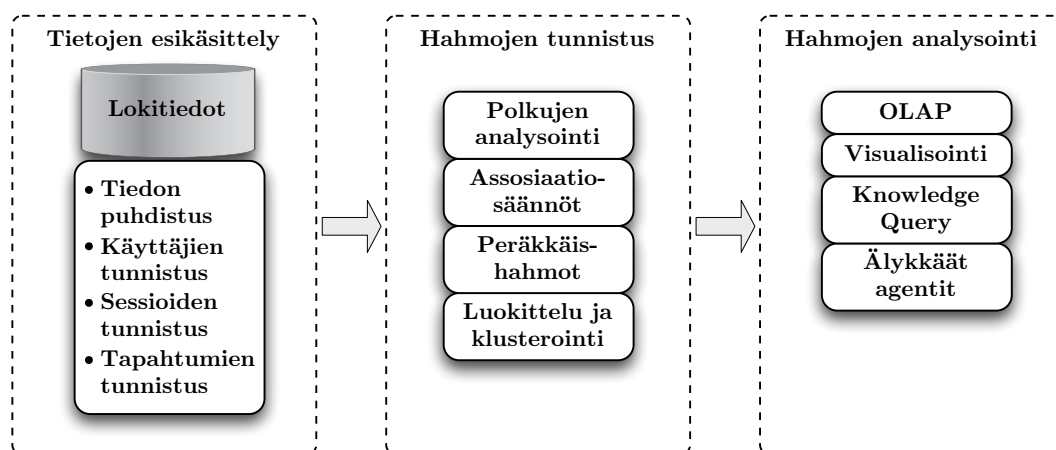 Tietojen esikäsittely
Lokitiedot
• Tiedon
puhdistus
• Käyttäjien
tunnistus
• Sessioiden
tunnistus
• Tapahtumien
tunnistus
Hahmojen tunnistus
Polkujen
analysointi
Assosiaatio-
säännöt
Peräkkäis-
hahmot
Luokittelu ja
klusterointi
Hahmojen analysointi
OLAP
Visualisointi
Knowledge
Query
Älykkäät
agentit